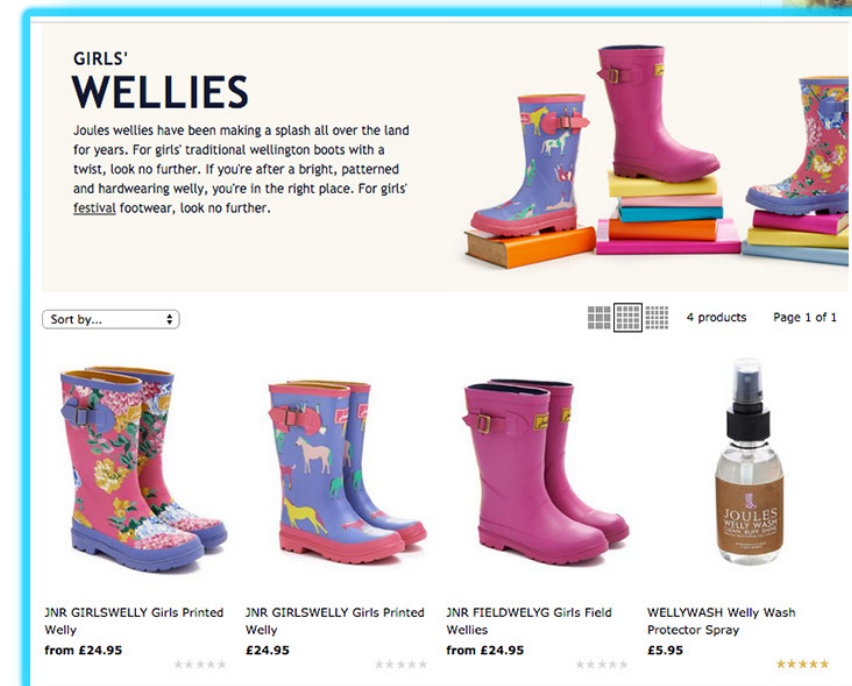 GIRLS'
WELLIES
Joules wellies have been making a splash all over the land
for years. For girls' traditional wellington boots with a
twist, look no further. If you're after a bright, patterned
and hardwearing welly, you're in the right place. For girls'
festival footwear, look no further.
Sort by...
4 products
Page 1 of 1
JOULES
WELLY WASH
CLEAN. BUFF. SHINE.
JNR GIRLSWELLY Girls Printed
Welly
from £24.95
JNR GIRLSWELLY Girls Printed
Welly
£24.95
JNR FIELDWELYG Girls Field
Wellies
from £24.95
WELLYWASH Welly Wash
Protector Spray
£5.95